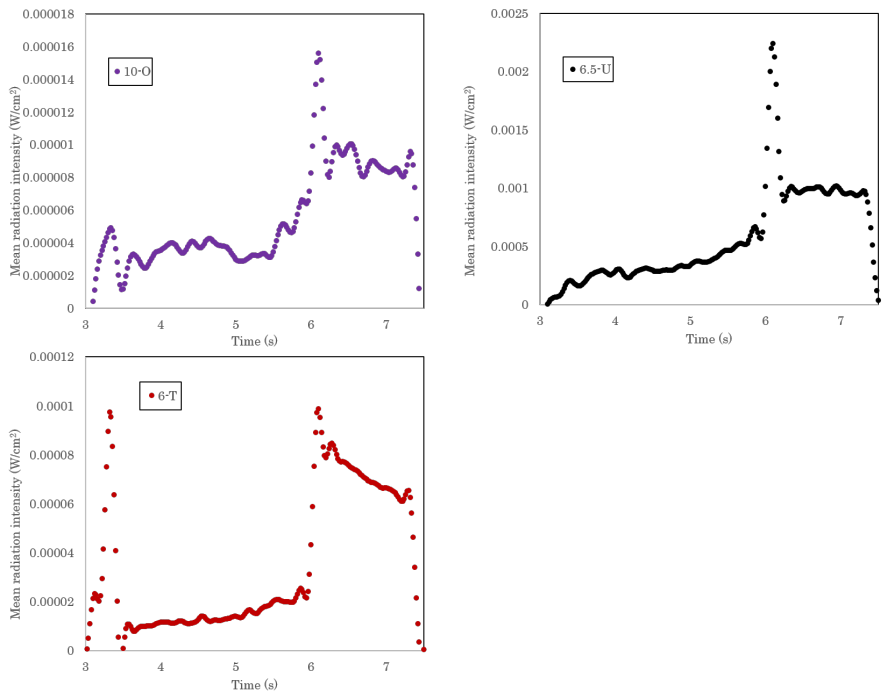 0.000018
0.000016
0.000014
0.000012
0.00001
0.000008
0.000006
0.000004
0.000002
0
Mean radiation intensity (W/cm²)
10-O
3 4 5 6 7
Time (s)
0.0025
0.002
0.0015
0.001
0.0005
0
Mean radiation intensity (W/cm²)
6.5-U
3 4 5 6 7
Time (s)
0.00012
0.0001
0.00008
0.00006
0.00004
0.00002
0
Mean radiation intensity (W/cm²)
6-T
3 4 5 6 7
Time (s)